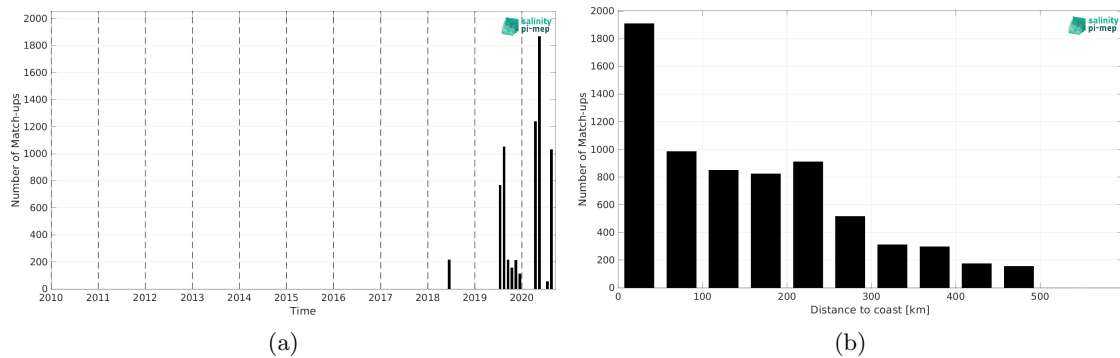 salinity
pi-mep
Number of Match-ups
2000
1800
1600
1400
1200
1000
800
600
400
200
0
2010 2011 2012 2013 2014 2015 2016 2017 2018 2019 2020
Time
(a)
salinity
pi-mep
Number of Match-ups
2000
1800
1600
1400
1200
1000
800
600
400
200
0
0 100 200 300 400 500
Distance to coast [km]
(b)